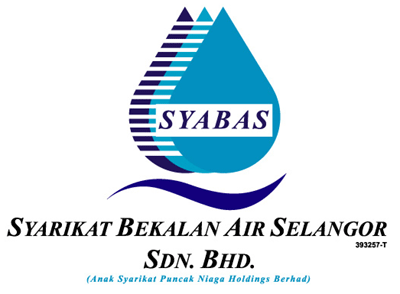 SYABAS
SYARIKAT BEKALAN AIR SELANGOR
393257-T
SDN. BHD.
(Anak Syarikat Puncak Niaga Holdings Berhad)